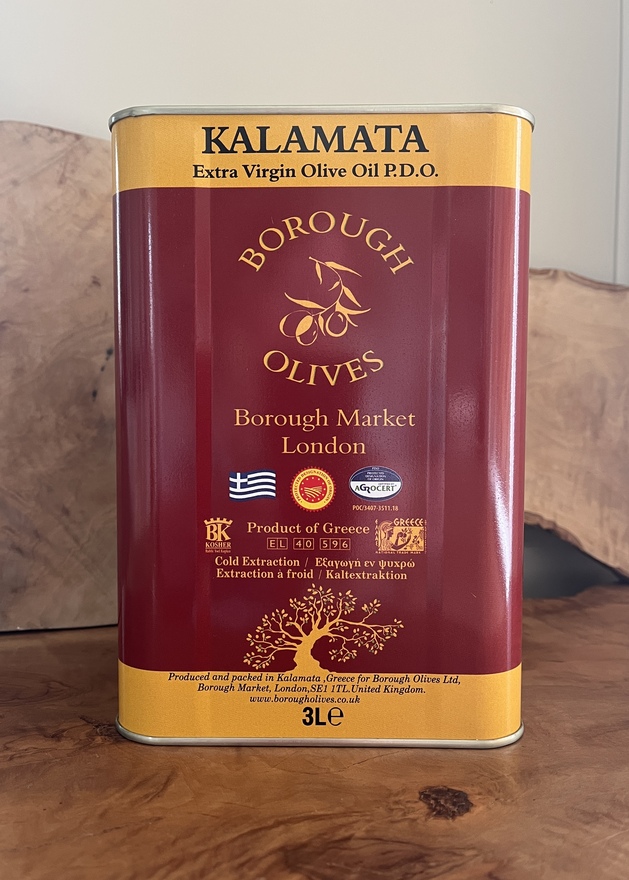 KALAMATA
Extra Virgin Olive Oil P.D.O.
BOROUGH
OLIVES
Borough Market
London
AGROCERT
POC/3407-3511.18
BK
KOSHER
Product of Greece
EL 40 596
GREECE
Cold Extraction / Εξαγωγή εν ψυχρώ
Extraction à froid / Kaltextraktion
Produced and packed in Kalamata ,Greece for Borough Olives Ltd,
Borough Market, London,SE1 1TL.United Kingdom.
www.borougholives.co.uk
3L℮